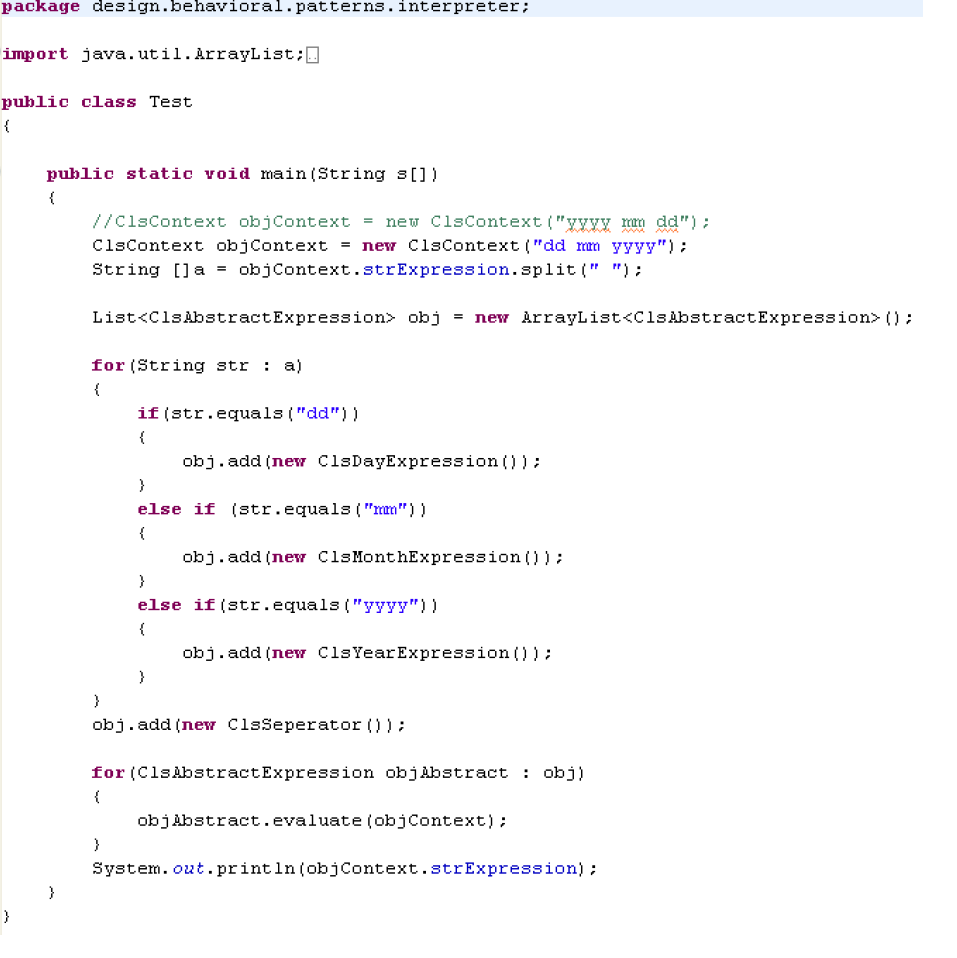 package design.behavioral.patterns.interpreter;
import java.util.ArrayList;
public class Test
{
public static void main(String s[])
{
//ClsContext objContext = new ClsContext("yyyy mm dd");
ClsContext objContext = new ClsContext("dd mm yyyy");
String []a = objContext.strExpression.split(" ");
List<ClsAbstractExpression> obj = new ArrayList<ClsAbstractExpression>();
for(String str : a)
{
if(str.equals("dd"))
{
obj.add(new ClsDayExpression());
}
else if (str.equals("mm"))
{
obj.add(new ClsMonthExpression());
}
else if(str.equals("yyyy"))
{
obj.add(new ClsYearExpression());
}
}
obj.add(new ClsSeperator());
for(ClsAbstractExpression objAbstract : obj)
{
objAbstract.evaluate(objContext);
}
System.out.println(objContext.strExpression);
}
}